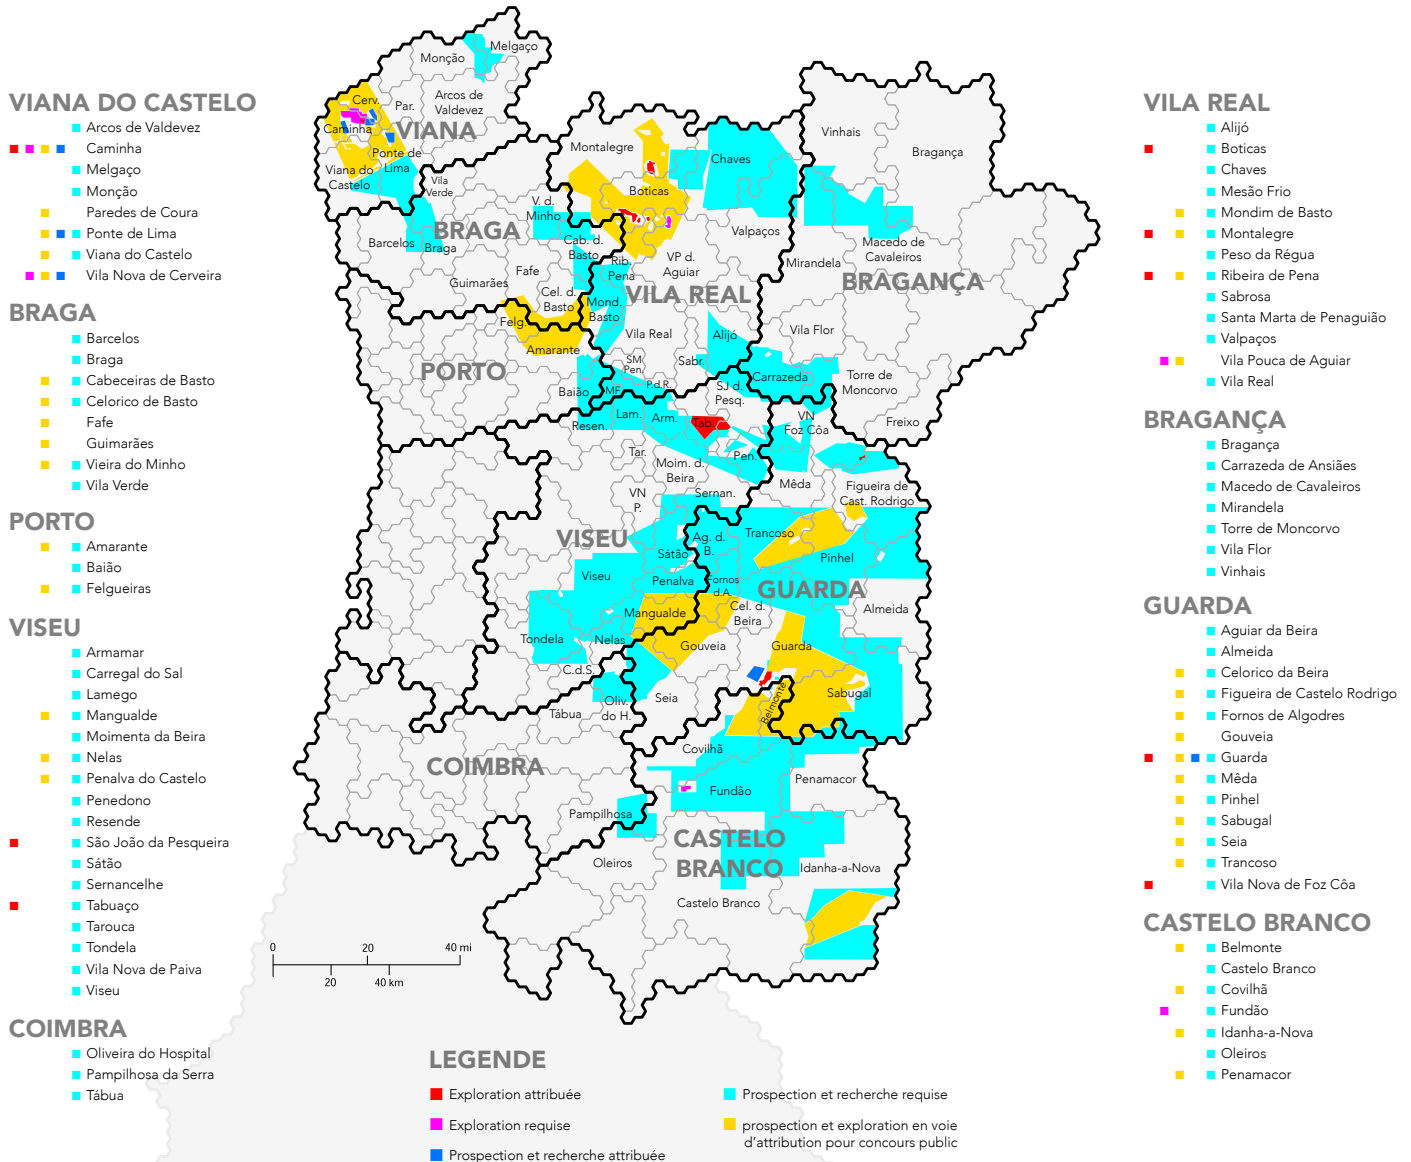 VIANA DO CASTELO
Arcos de Valdevez
Caminha
Melgaço
Monção
Paredes de Coura
Ponte de Lima
Viana do Castelo
Vila Nova de Cerveira
BRAGA
Barcelos
Braga
Cabeceiras de Basto
Celorico de Basto
Fafe
Guimarães
Vieira do Minho
Vila Verde
PORTO
Amarante
Baião
Felgueiras
VISEU
Armamar
Carregal do Sal
Lamego
Mangualde
Moimenta da Beira
Nelas
Penalva do Castelo
Penedono
Resende
São João da Pesqueira
Sátão
Sernancelhe
Tabuaço
Tarouca
Tondela
Vila Nova de Paiva
Viseu
COIMBRA
Oliveira do Hospital
Pampilhosa da Serra
Tábua
Melgaço
Monção
Arcos de
Valdevez
Cerv.
Par.
Caminha
VIANA
Ponte de
Lima
Viana do
Castelo
Vila
Verde
V. d.
Minho
BRAGA
Barcelos
Braga
Cab. d.
Basto
Fafe
Guimarães
Cel. d.
Basto
Montalegre
Boticas
Chaves
Valpaços
VP d.
Aguiar
Rib.
Pena
VILA REAL
Mond.
Basto
Vila Real
Alijó
Sabr.
SM
Pen.
P.d.R.
MF
Vinhais
Bragança
Macedo de
Cavaleiros
Mirandela
BRAGANÇA
Vila Flor
Carrazeda
Torre de
Moncorvo
Freixo
Felg.
Amarante
PORTO
Baião
SJ d.
Pesq.
Resen.
Lam.
Arm.
Tab.
Tar.
Moim. d.
Beira
Pen.
Sernan.
VN
P.
VISEU
Sátão
Viseu
Penalva
Mangualde
Tondela
Nelas
C.d.S.
VN
Foz Côa
Mêda
Figueira de
Cast. Rodrigo
Trancoso
Ag. d.
B.
Pinhel
Fornos
d.A.
GUARDA
Cel. d.
Beira
Almeida
Gouveia
Guarda
Seia
Sabugal
Oliv.
do H.
Tábua
COIMBRA
Pampilhosa
Belmonte
Covilhã
Fundão
Penamacor
CASTELO
BRANCO
Oleiros
Idanha-a-Nova
Castelo Branco
0 20 40 mi
20 40 km
VILA REAL
Alijó
Boticas
Chaves
Mesão Frio
Mondim de Basto
Montalegre
Peso da Régua
Ribeira de Pena
Sabrosa
Santa Marta de Penaguião
Valpaços
Vila Pouca de Aguiar
Vila Real
BRAGANÇA
Bragança
Carrazeda de Ansiães
Macedo de Cavaleiros
Mirandela
Torre de Moncorvo
Vila Flor
Vinhais
GUARDA
Aguiar da Beira
Almeida
Celorico da Beira
Figueira de Castelo Rodrigo
Fornos de Algodres
Gouveia
Guarda
Mêda
Pinhel
Sabugal
Seia
Trancoso
Vila Nova de Foz Côa
CASTELO BRANCO
Belmonte
Castelo Branco
Covilhã
Fundão
Idanha-a-Nova
Oleiros
Penamacor
LEGENDE
Exploration attribuée
Exploration requise
Prospection et recherche attribuée
Prospection et recherche requise
prospection et exploration en voie
d'attribution pour concours public